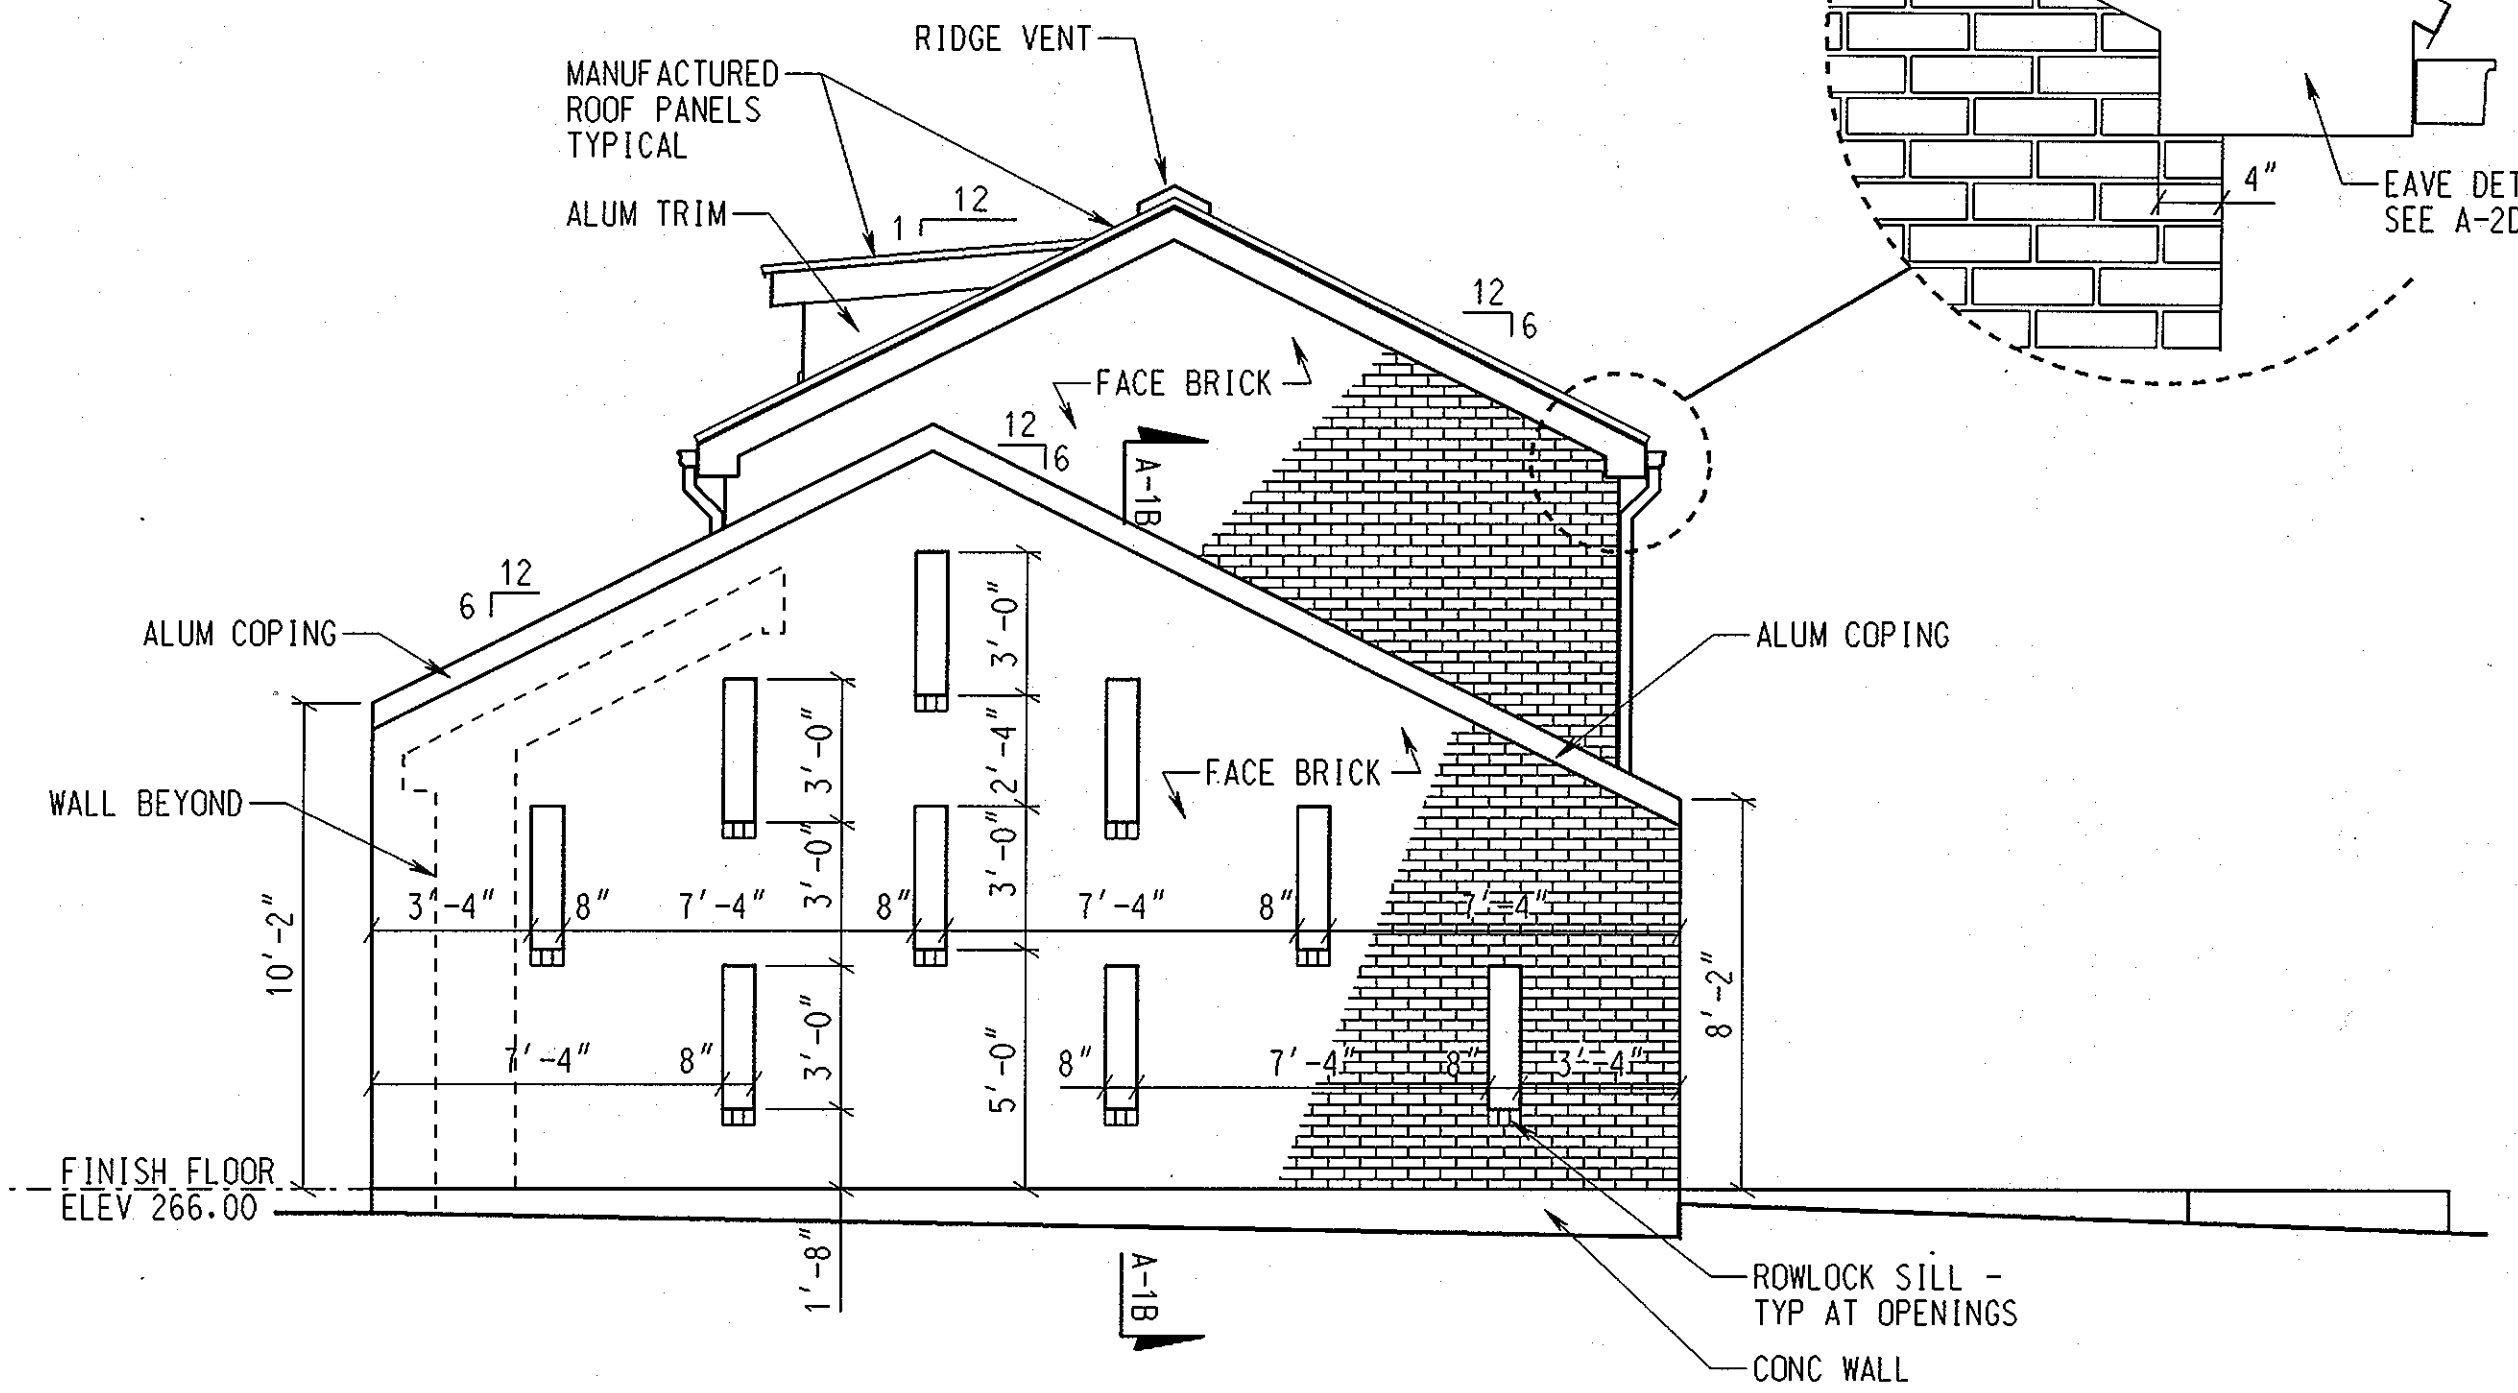 RIDGE VENT
MANUFACTURED
ROOF PANELS
TYPICAL
ALUM TRIM
12
1
4"
EAVE DET
SEE A-2D
12
6
FACE BRICK
12
6
A-1B
12
6
ALUM COPING
ALUM COPING
3'-0"
3'-0"
2'-4"
FACE BRICK
WALL BEYOND
3'-0"
3'-0"
3'-4"
8"
7'-4"
8"
7'-4"
8"
7'-4"
10'-2"
8'-2"
3'-0"
5'-0"
7'-4"
8"
8"
7'-4"
8"
3'-4"
FINISH FLOOR
ELEV 266.00
1'-8"
A-1B
ROWLOCK SILL -
TYP AT OPENINGS
CONC WALL